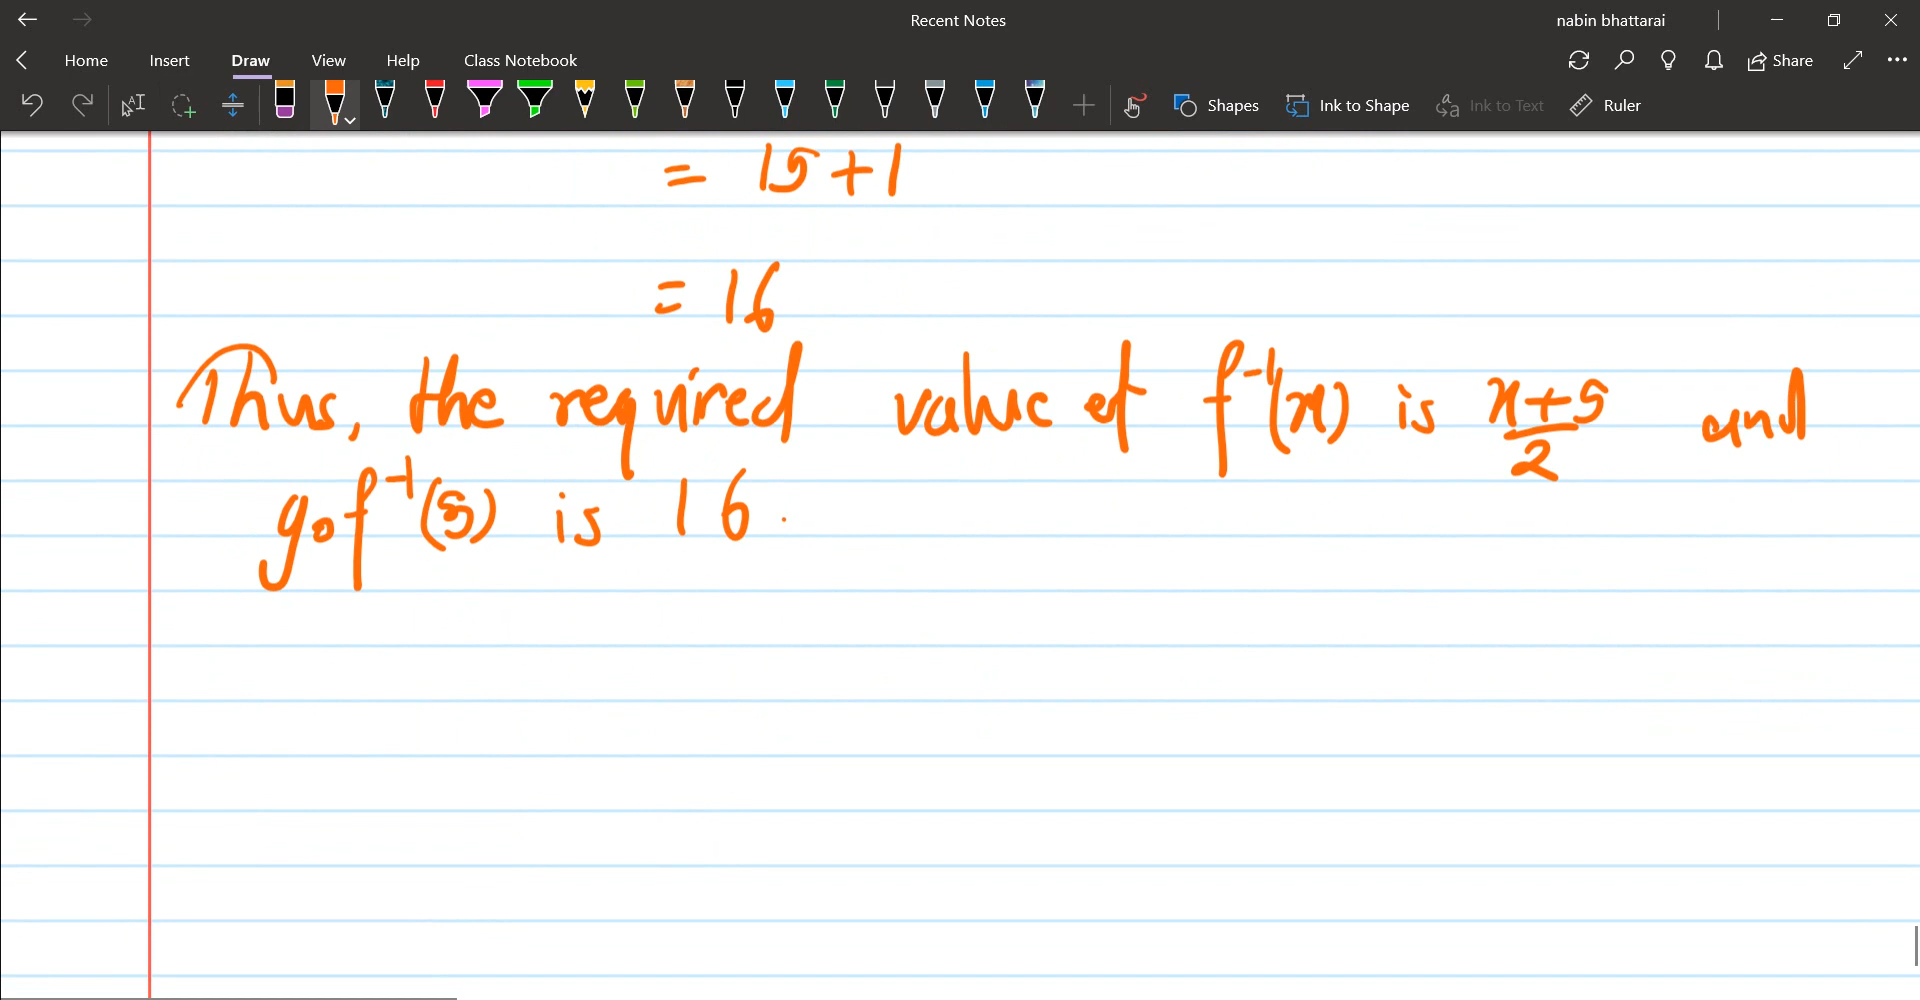 Recent Notes
nabin bhattarai
Home Insert Draw View Help Class Notebook
Share
Shapes Ink to Shape Ink to Text Ruler
= 15+1
= 16
Thus, the required value of f⁻¹(x) is x+5/2 and
gof⁻¹(5) is 16.